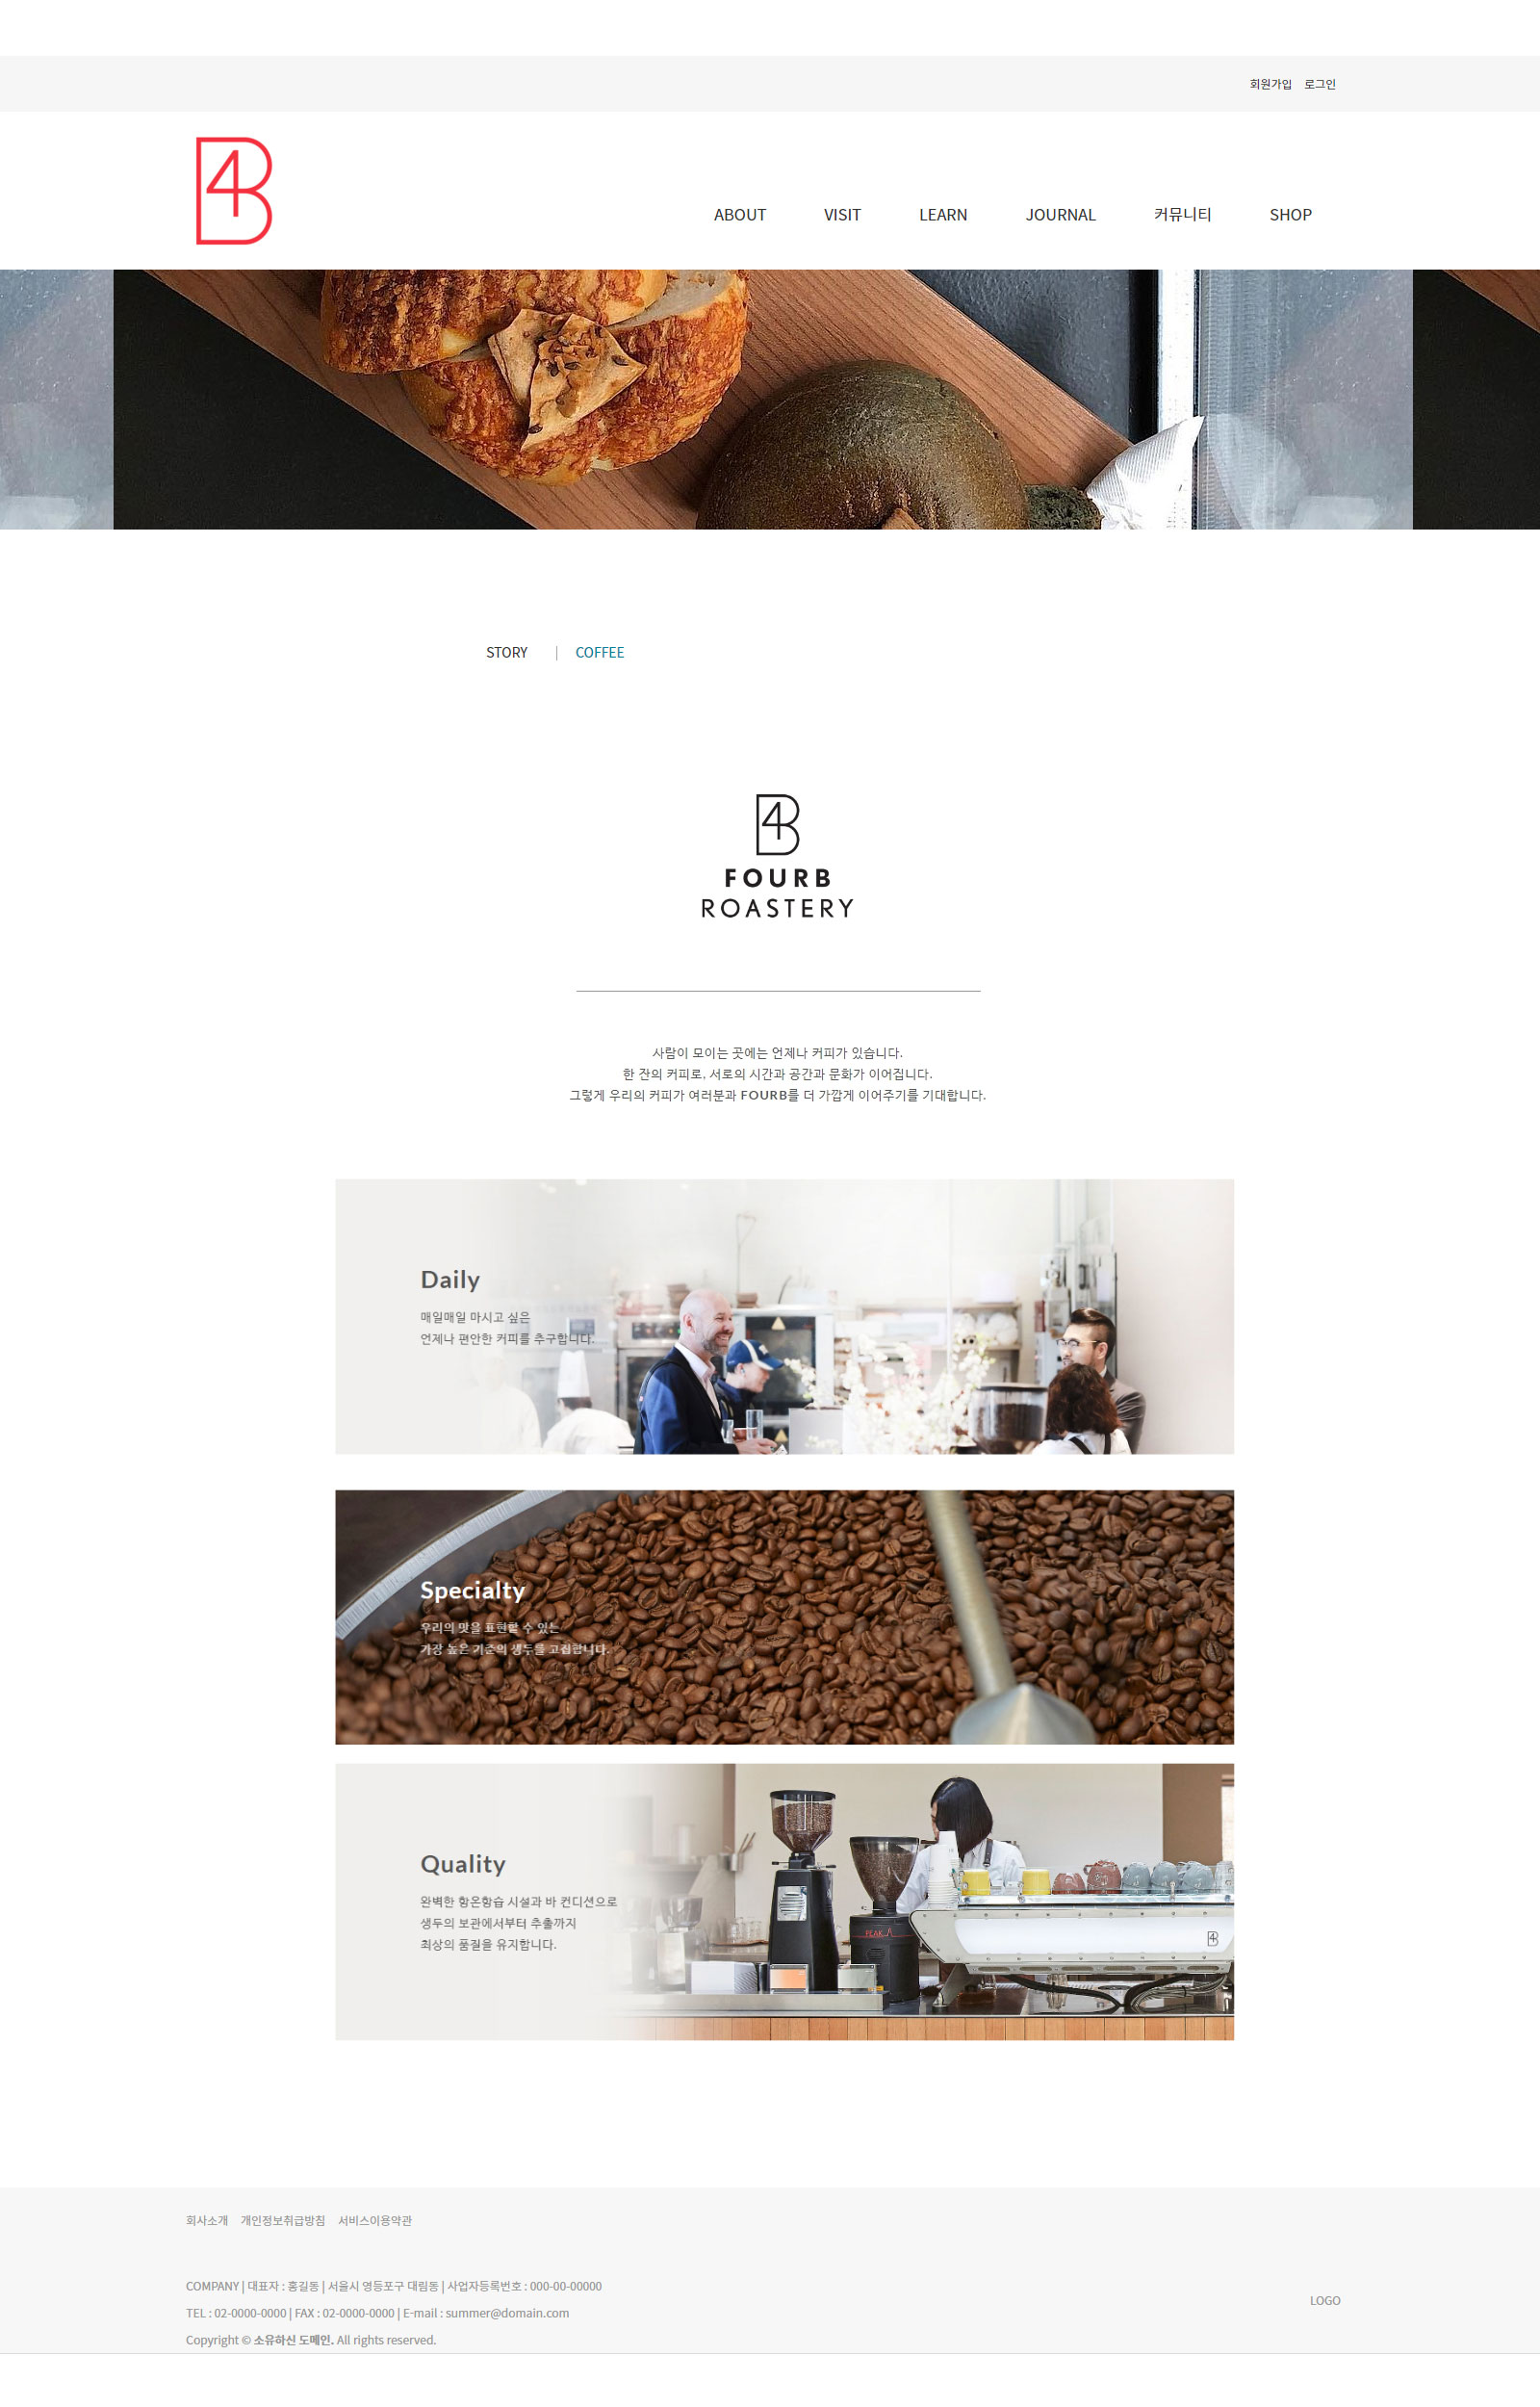 회원가입 로그인
4B
ABOUT VISIT LEARN JOURNAL 커뮤니티 SHOP
STORY | COFFEE
4B
FOURB
ROASTERY
사람이 모이는 곳에는 언제나 커피가 있습니다.
한 잔의 커피로, 서로의 시간과 공간과 문화가 이어집니다.
그렇게 우리의 커피가 여러분과 FOURB를 더 가깝게 이어주기를 기대합니다.
Daily
매일매일 마시고 싶은
언제나 편안한 커피를 추구합니다.
Specialty
우리의 맛을 표현할 수 있는
가장 높은 기준의 생두를 고집합니다.
Quality
완벽한 항온항습 시설과 바 컨디션으로
생두의 보관에서부터 추출까지
최상의 품질을 유지합니다.
PEAK
4B
회사소개 개인정보취급방침 서비스이용약관
COMPANY | 대표자 : 홍길동 | 서울시 영등포구 대림동 | 사업자등록번호 : 000-00-00000
TEL : 02-0000-0000 | FAX : 02-0000-0000 | E-mail : summer@domain.com
LOGO
Copyright © 소유하신 도메인. All rights reserved.